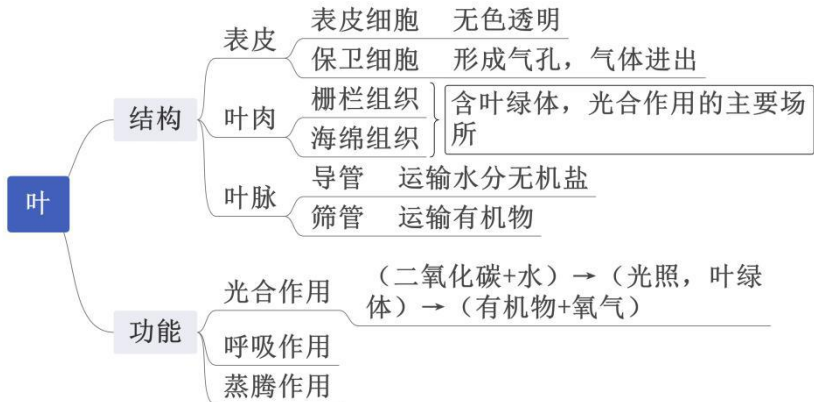 叶
结构
表皮
表皮细胞 无色透明
保卫细胞 形成气孔，气体进出
叶肉
栅栏组织
海绵组织
含叶绿体，光合作用的主要场
所
叶脉
导管 运输水分无机盐
筛管 运输有机物
功能
光合作用
（二氧化碳+水）→（光照，叶绿
体）→（有机物+氧气）
呼吸作用
蒸腾作用